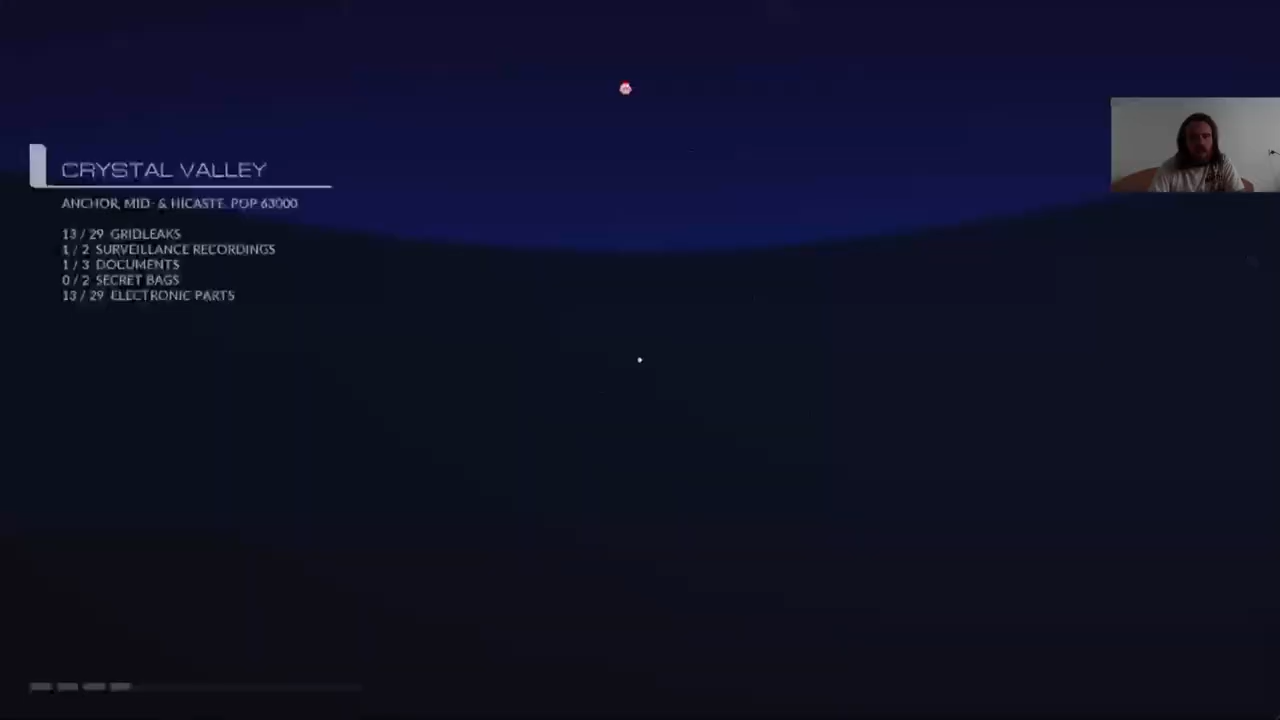 CRYSTAL VALLEY
ANCHOR, MID- & HICASTE. POP 63000
13 / 29 GRIDLEAKS
1 / 2 SURVEILLANCE RECORDINGS
1 / 3 DOCUMENTS
0 / 2 SECRET BAGS
13 / 29 ELECTRONIC PARTS